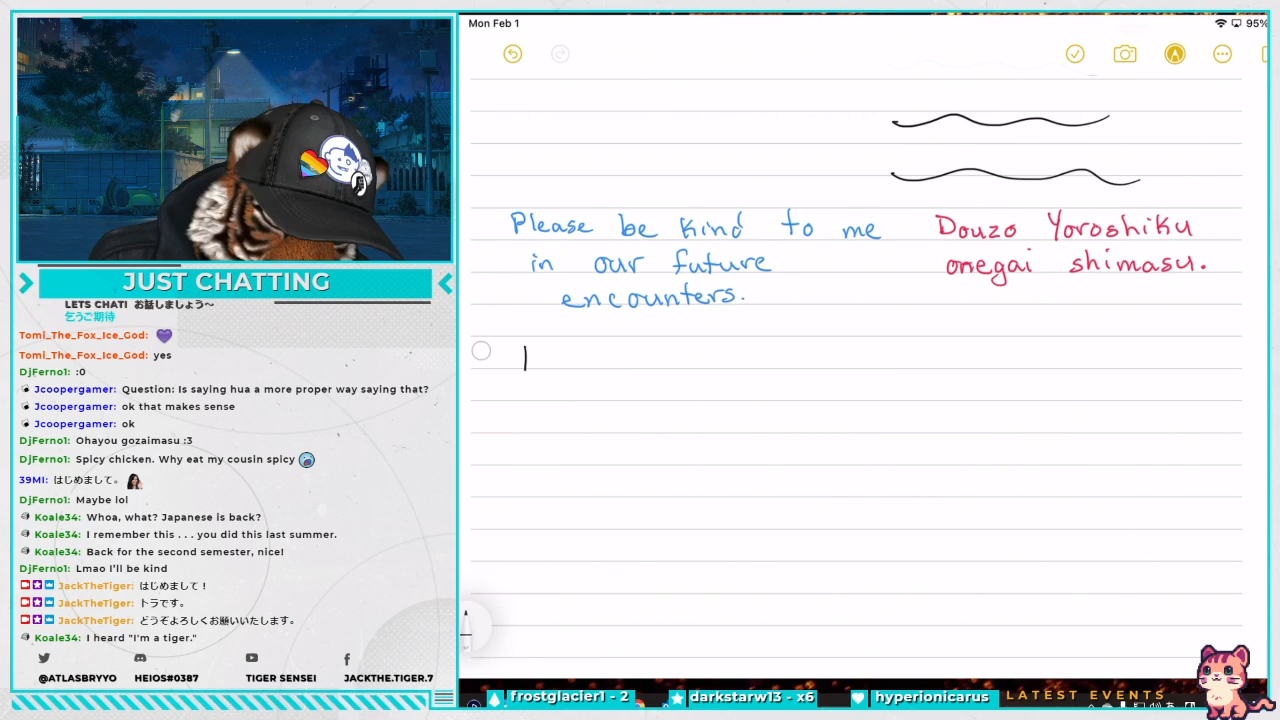 Mon Feb 1
95%
Please be kind to me
in our future
encounters.
Douzo Yoroshiku
onegai shimasu.
JUST CHATTING
LETS CHAT! お話しましょう〜
乞うご期待
Tomi_The_Fox_Ice_God:
Tomi_The_Fox_Ice_God: yes
DjFerno1: :0
Jcoopergamer: Question: Is saying hua a more proper way saying that?
Jcoopergamer: ok that makes sense
Jcoopergamer: ok
DjFerno1: Ohayou gozaimasu :3
DjFerno1: Spicy chicken. Why eat my cousin spicy
39MI: はじめまして。
DjFerno1: Maybe lol
Koale34: Whoa, what? Japanese is back?
Koale34: I remember this . . . you did this last summer.
Koale34: Back for the second semester, nice!
DjFerno1: Lmao I'll be kind
JackTheTiger: はじめまして！
JackTheTiger: トラです。
JackTheTiger: どうぞよろしくお願いいたします。
Koale34: I heard "I'm a tiger."
@ATLASBRYYO HEIOS#0387 TIGER SENSEI JACKTHE.TIGER.7
frostglacier1 - 2 darkstarw13 - x6 hyperionicarus LATEST EVENTS